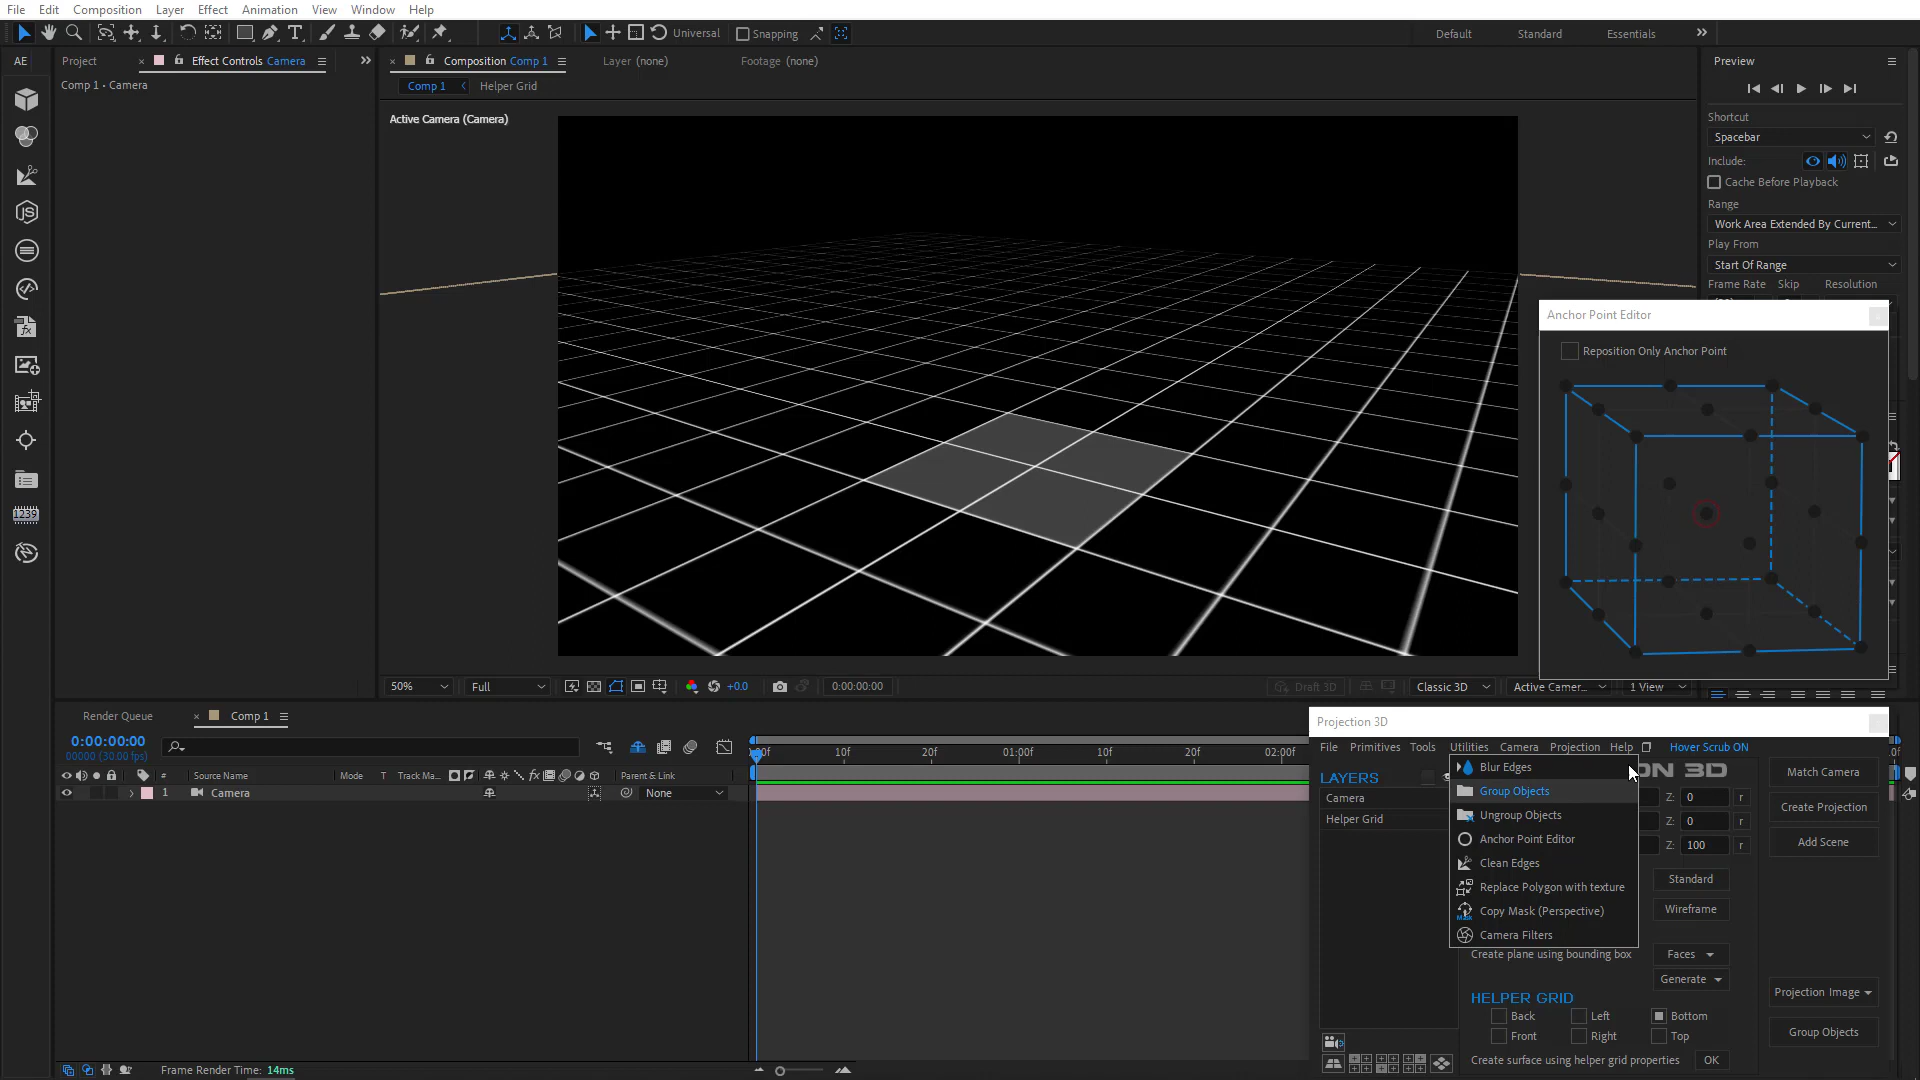 File Edit Composition Layer Effect Animation View Window Help
Universal Snapping Default Standard Essentials
AE Project Effect Controls Camera Composition Comp 1 Layer (none) Footage (none) Preview
Comp 1 • Camera Comp 1 Helper Grid
Active Camera (Camera)
Shortcut
Spacebar
Include:
Cache Before Playback
Range
Work Area Extended By Current...
Play From
Start Of Range
Frame Rate Skip Resolution
Anchor Point Editor
Reposition Only Anchor Point
50% Full +0.0 0:00:00:00 Draft 3D Classic 3D Active Camer... 1 View
Render Queue Comp 1
0:00:00:00
00000 (30.00 fps)
10f 20f 01:00f 10f 20f 02:00f
# Source Name Mode T Track Ma... Parent & Link
1 Camera None
Frame Render Time: 14ms
Projection 3D
File Primitives Tools Utilities Camera Projection Help Hover Scrub ON
LAYERS
Camera
Helper Grid
Blur Edges
Group Objects
Ungroup Objects
Anchor Point Editor
Clean Edges
Replace Polygon with texture
Copy Mask (Perspective)
Camera Filters
ON 3D
Z: 0 r
Z: 0 r
Z: 100 r
Standard
Wireframe
Create plane using bounding box Faces
Generate
HELPER GRID
Back Left Bottom
Front Right Top
Create surface using helper grid properties OK
Match Camera
Create Projection
Add Scene
Projection Image
Group Objects